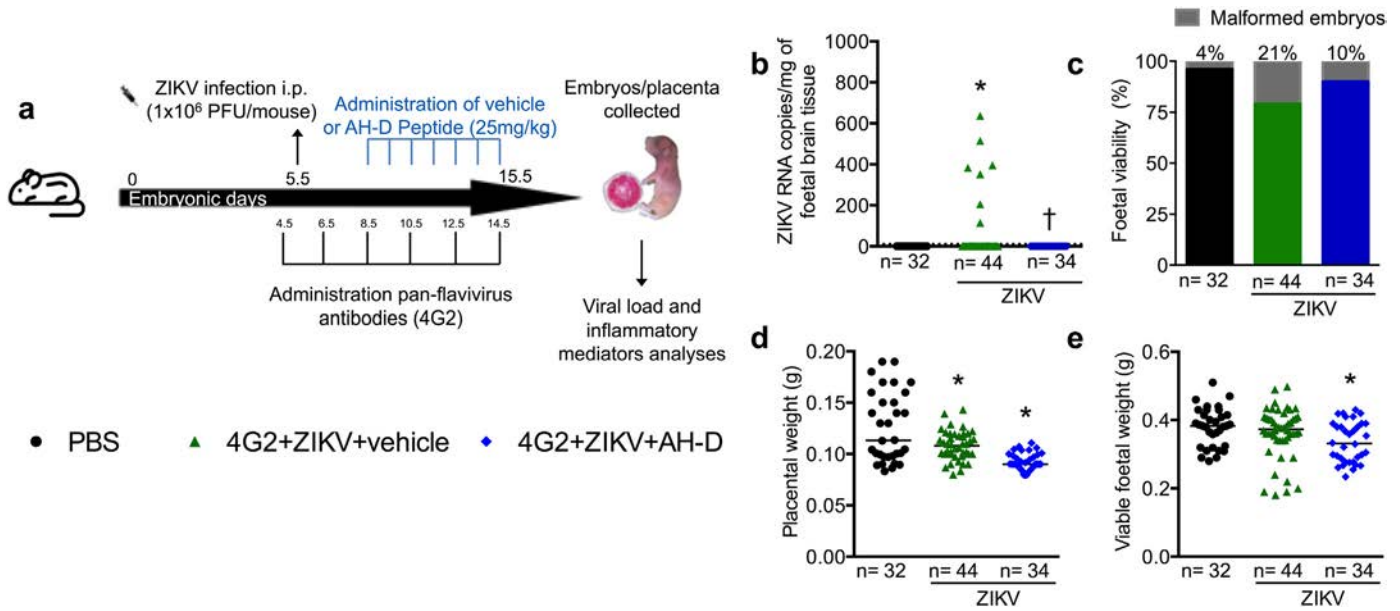 a
ZIKV infection i.p.
(1x10⁶ PFU/mouse)
Administration of vehicle
or AH-D Peptide (25mg/kg)
Embryos/placenta
collected
0
5.5
15.5
Embryonic days
4.5 6.5 8.5 10.5 12.5 14.5
Administration pan-flavivirus
antibodies (4G2)
Viral load and
inflammatory
mediators analyses
PBS
4G2+ZIKV+vehicle
4G2+ZIKV+AH-D
b
ZIKV RNA copies/mg of
foetal brain tissue
1000
800
600
400
200
0
*
†
n= 32 n= 44 n= 34
ZIKV
c
Malformed embryos
Foetal viability (%)
100
75
50
25
0
4% 21% 10%
n= 32 n= 44 n= 34
ZIKV
d
Placental weight (g)
0.20
0.15
0.10
0.05
0.00
*
*
n= 32 n= 44 n= 34
ZIKV
e
Viable foetal weight (g)
0.6
0.4
0.2
0.0
*
n= 32 n= 44 n= 34
ZIKV